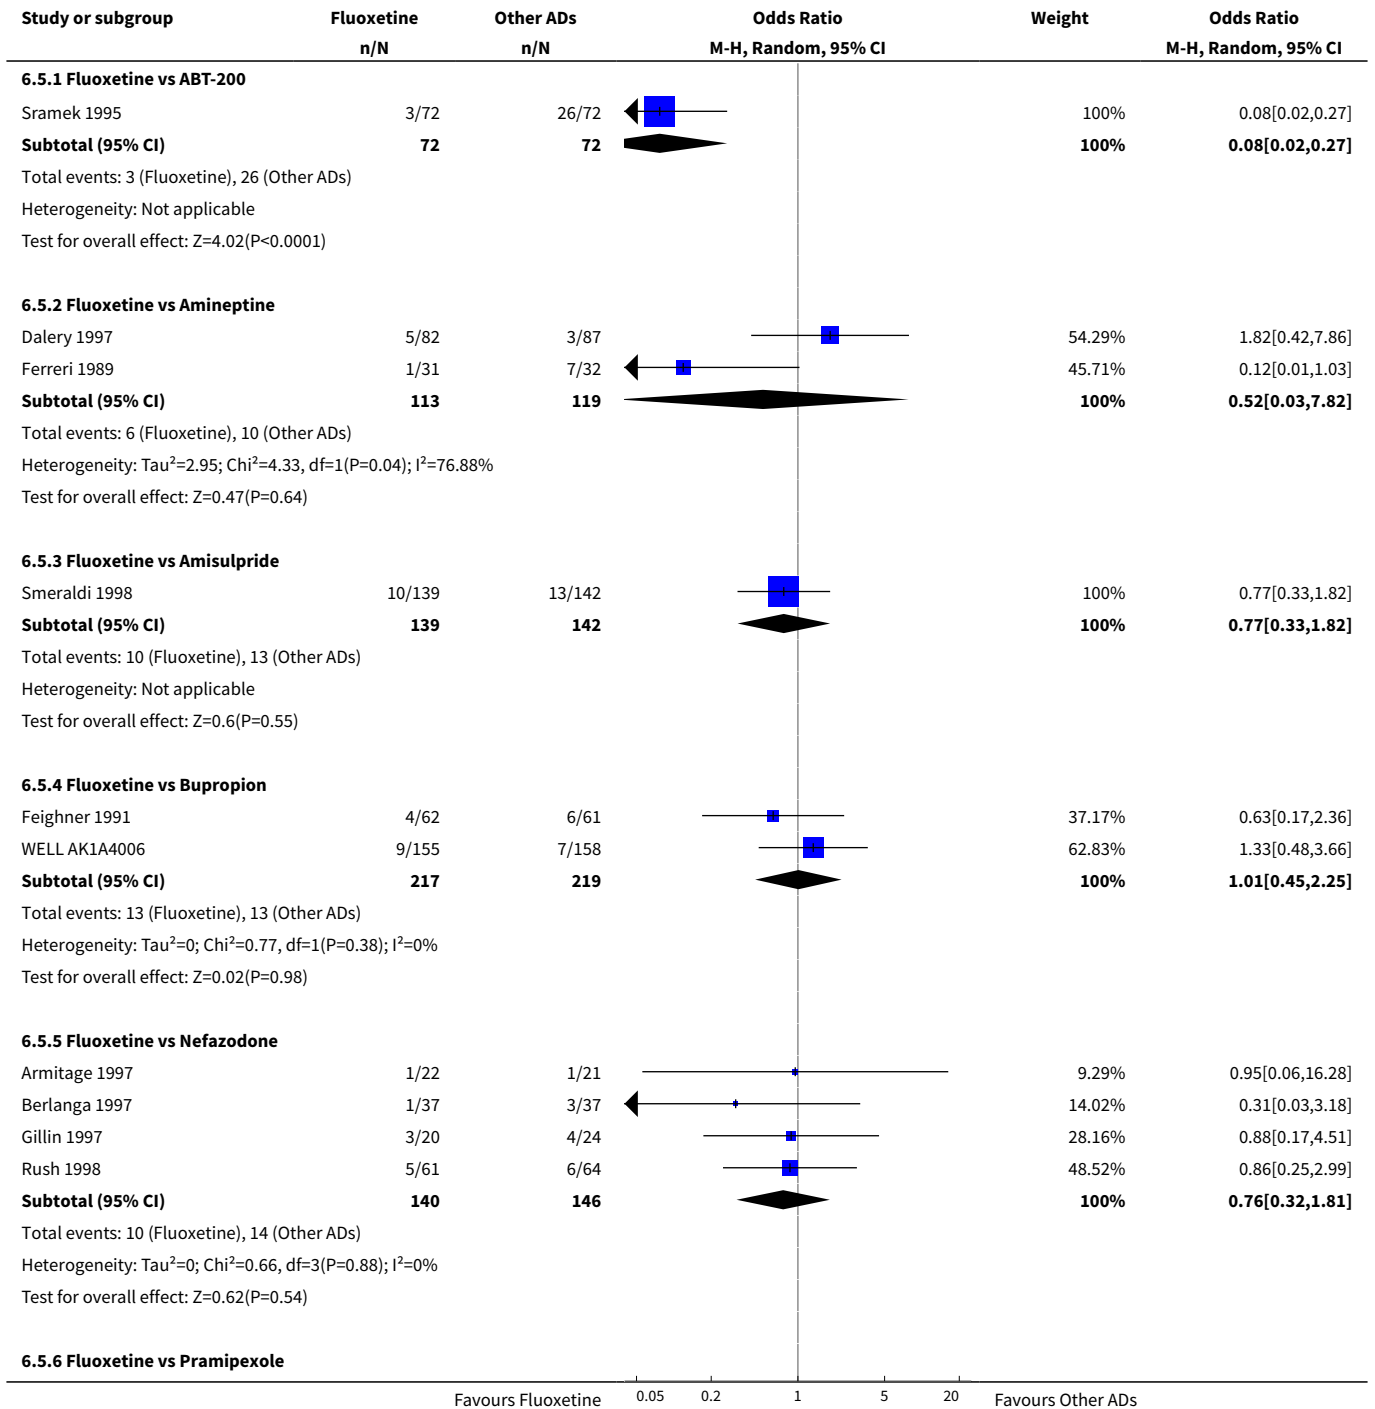 Study or subgroup Fluoxetine Other ADs Odds Ratio Weight Odds Ratio
n/N n/N M-H, Random, 95% CI M-H, Random, 95% CI
6.5.1 Fluoxetine vs ABT-200
Sramek 1995 3/72 26/72 100% 0.08[0.02,0.27]
Subtotal (95% CI) 72 72 100% 0.08[0.02,0.27]
Total events: 3 (Fluoxetine), 26 (Other ADs)
Heterogeneity: Not applicable
Test for overall effect: Z=4.02(P<0.0001)
6.5.2 Fluoxetine vs Amineptine
Dalery 1997 5/82 3/87 54.29% 1.82[0.42,7.86]
Ferreri 1989 1/31 7/32 45.71% 0.12[0.01,1.03]
Subtotal (95% CI) 113 119 100% 0.52[0.03,7.82]
Total events: 6 (Fluoxetine), 10 (Other ADs)
Heterogeneity: Tau²=2.95; Chi²=4.33, df=1(P=0.04); I²=76.88%
Test for overall effect: Z=0.47(P=0.64)
6.5.3 Fluoxetine vs Amisulpride
Smeraldi 1998 10/139 13/142 100% 0.77[0.33,1.82]
Subtotal (95% CI) 139 142 100% 0.77[0.33,1.82]
Total events: 10 (Fluoxetine), 13 (Other ADs)
Heterogeneity: Not applicable
Test for overall effect: Z=0.6(P=0.55)
6.5.4 Fluoxetine vs Bupropion
Feighner 1991 4/62 6/61 37.17% 0.63[0.17,2.36]
WELL AK1A4006 9/155 7/158 62.83% 1.33[0.48,3.66]
Subtotal (95% CI) 217 219 100% 1.01[0.45,2.25]
Total events: 13 (Fluoxetine), 13 (Other ADs)
Heterogeneity: Tau²=0; Chi²=0.77, df=1(P=0.38); I²=0%
Test for overall effect: Z=0.02(P=0.98)
6.5.5 Fluoxetine vs Nefazodone
Armitage 1997 1/22 1/21 9.29% 0.95[0.06,16.28]
Berlanga 1997 1/37 3/37 14.02% 0.31[0.03,3.18]
Gillin 1997 3/20 4/24 28.16% 0.88[0.17,4.51]
Rush 1998 5/61 6/64 48.52% 0.86[0.25,2.99]
Subtotal (95% CI) 140 146 100% 0.76[0.32,1.81]
Total events: 10 (Fluoxetine), 14 (Other ADs)
Heterogeneity: Tau²=0; Chi²=0.66, df=3(P=0.88); I²=0%
Test for overall effect: Z=0.62(P=0.54)
6.5.6 Fluoxetine vs Pramipexole
Favours Fluoxetine 0.05 0.2 1 5 20 Favours Other ADs